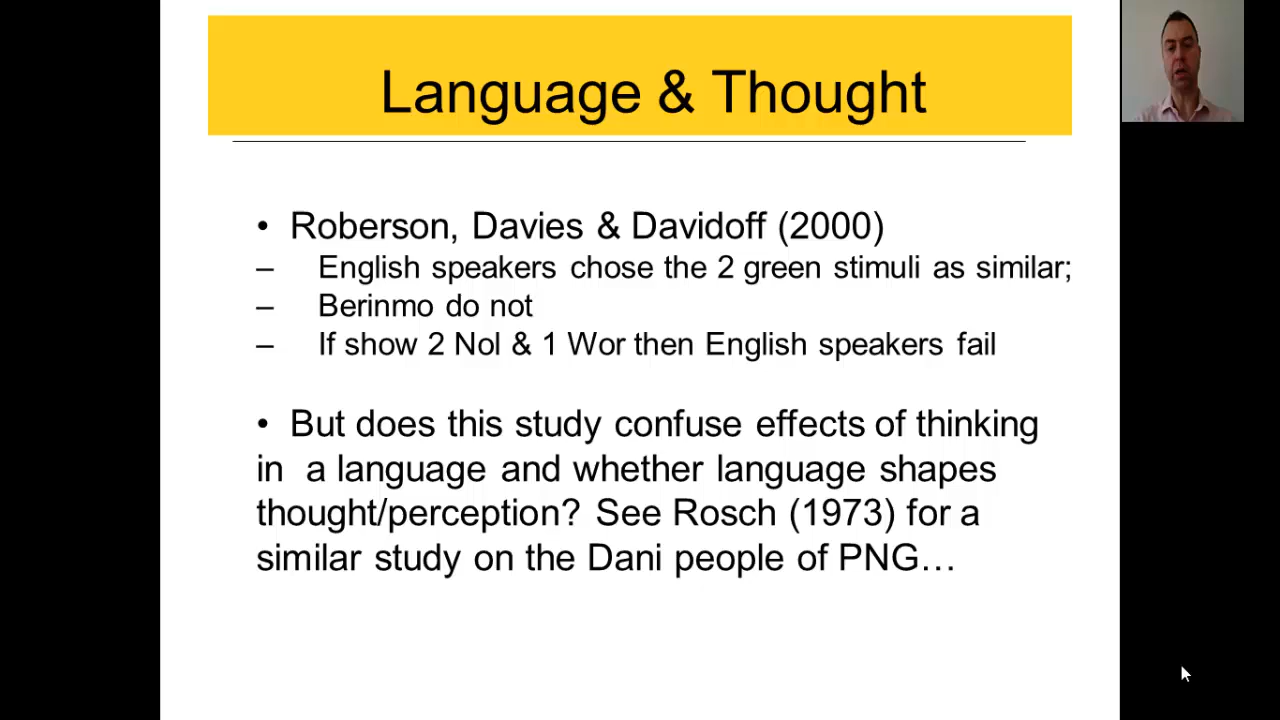 Language & Thought
• Roberson, Davies & Davidoff (2000)
– English speakers chose the 2 green stimuli as similar;
– Berinmo do not
– If show 2 Nol & 1 Wor then English speakers fail
• But does this study confuse effects of thinking
in a language and whether language shapes
thought/perception? See Rosch (1973) for a
similar study on the Dani people of PNG…